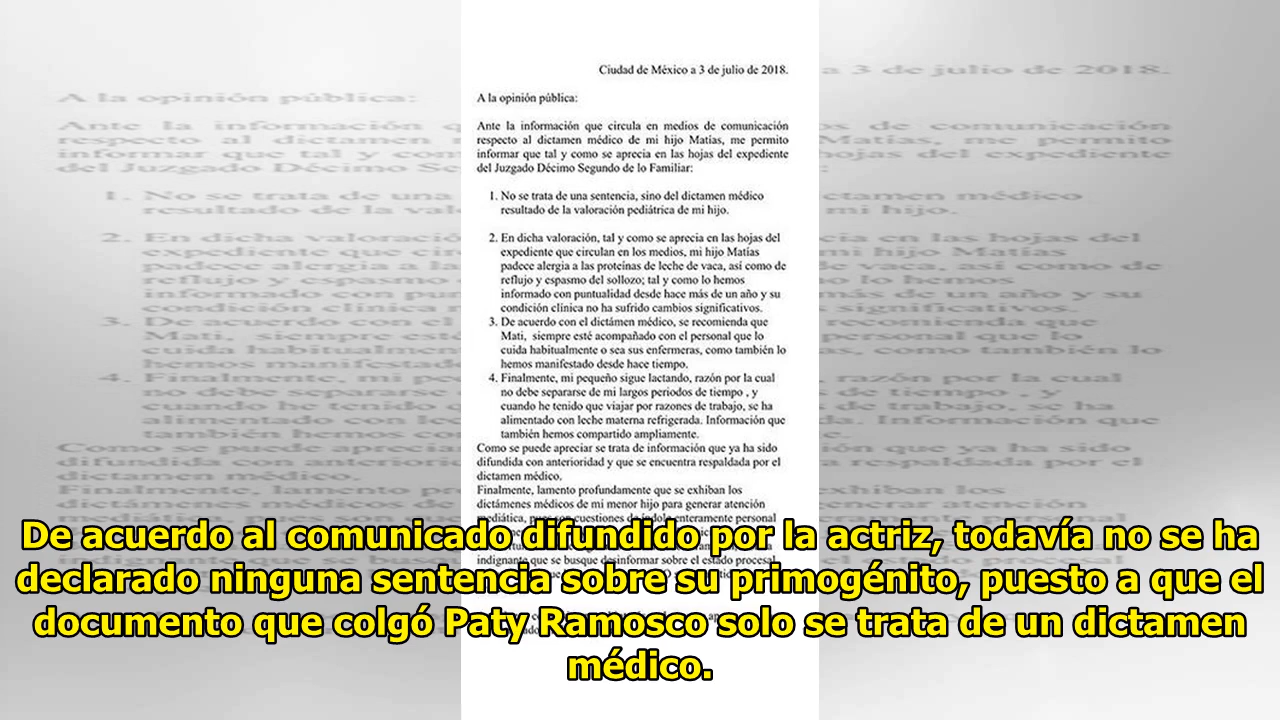 Ciudad de México a 3 de julio de 2018.
A la opinión pública:
Ante la información que circula en medios de comunicación
respecto al dictamen médico de mi hijo Matías, me permito
informar que tal y como se aprecia en las hojas del expediente
del Juzgado Décimo Segundo de lo Familiar:
1. No se trata de una sentencia, sino del dictamen médico
resultado de la valoración pediátrica de mi hijo.
2. En dicha valoración, tal y como se aprecia en las hojas del
expediente que circulan en los medios, mi hijo Matías
padece alergia a las proteínas de leche de vaca, así como de
reflujo y espasmo del sollozo; tal y como lo hemos
informado con puntualidad desde hace más de un año y su
condición clínica no ha sufrido cambios significativos.
3. De acuerdo con el dictámen médico, se recomienda que
Mati, siempre esté acompañado con el personal que lo
cuida habitualmente o sea sus enfermeras, como también lo
hemos manifestado desde hace tiempo.
4. Finalmente, mi pequeño sigue lactando, razón por la cual
no debe separarse de mi largos periodos de tiempo , y
cuando he tenido que viajar por razones de trabajo, se ha
alimentado con leche materna refrigerada. Información que
también hemos compartido ampliamente.
Como se puede apreciar se trata de información que ya ha sido
difundida con anterioridad y que se encuentra respaldada por el
dictamen médico.
Finalmente, lamento profundamente que se exhiban los
dictámenes médicos de mi menor hijo para generar atención
mediática, pues son cuestiones de índole enteramente personal
indignante que se busque desinformar sobre el estado procesal
De acuerdo al comunicado difundido por la actriz, todavía no se ha
declarado ninguna sentencia sobre su primogénito, puesto a que el
documento que colgó Paty Ramosco solo se trata de un dictamen
médico.